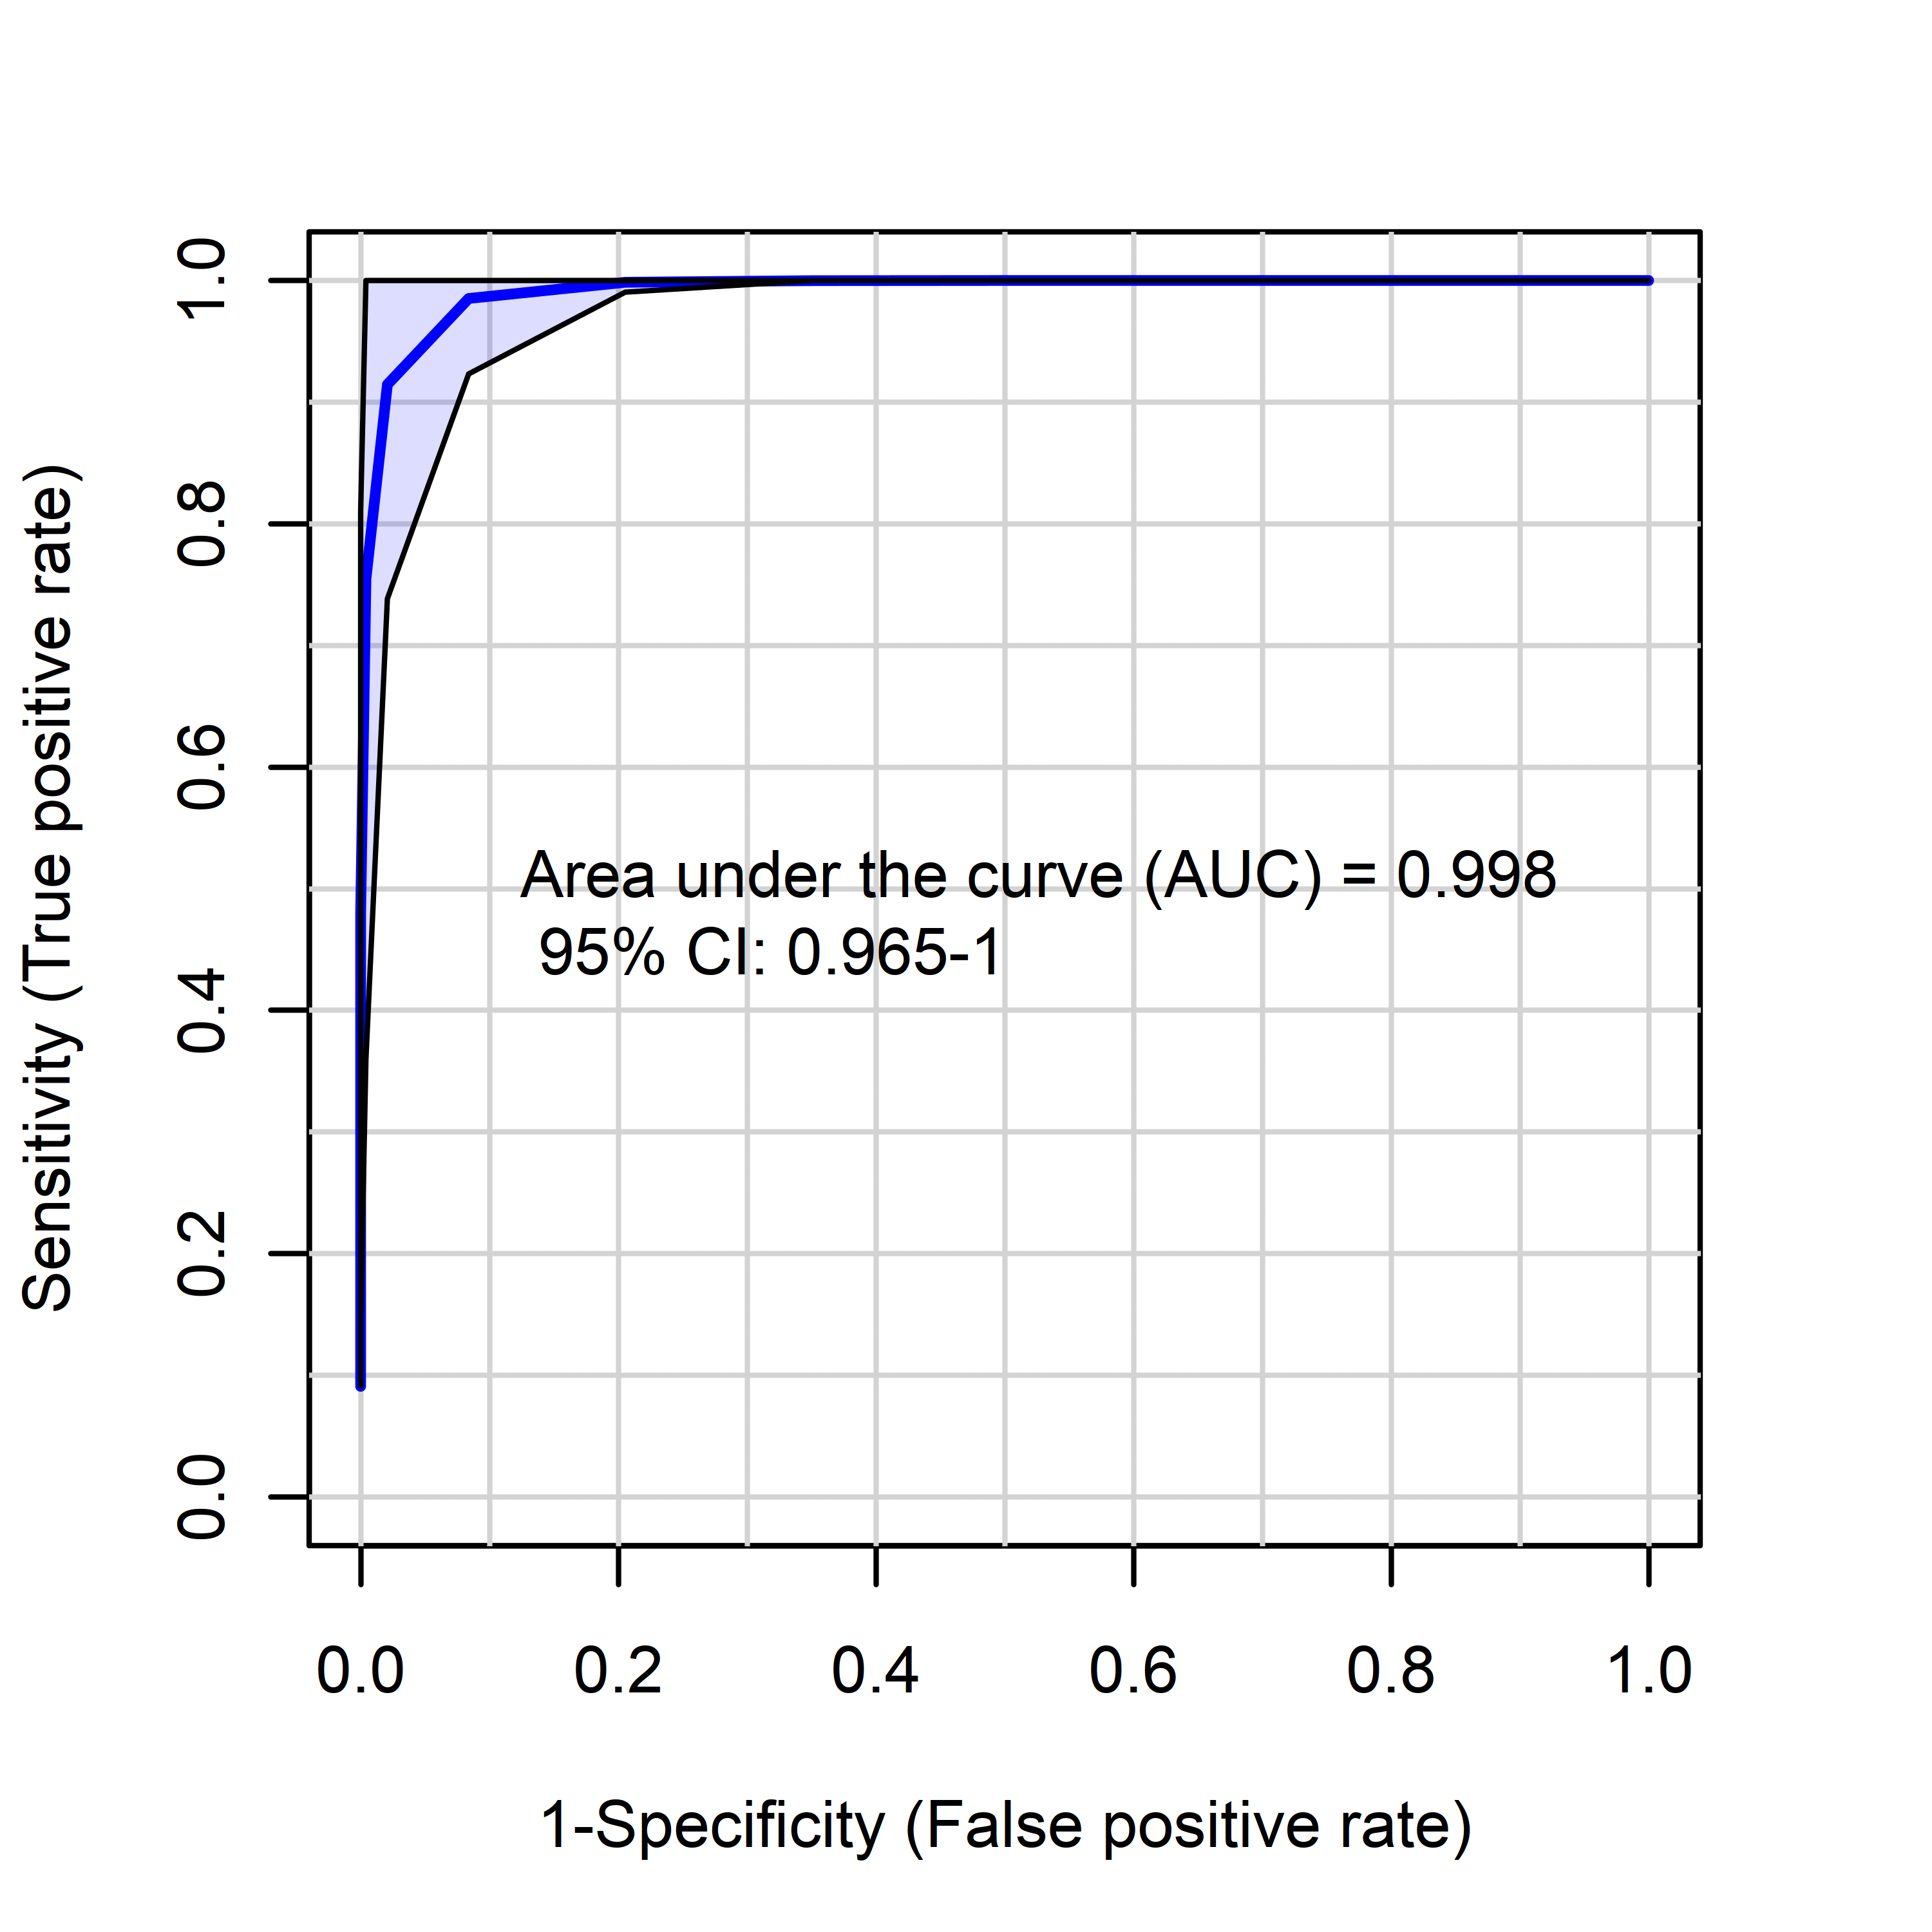 1.0
0.8
0.6
0.4
0.2
0.0
Sensitivity (True positive rate)
Area under the curve (AUC) = 0.998
95% CI: 0.965-1
0.0 0.2 0.4 0.6 0.8 1.0
1-Specificity (False positive rate)